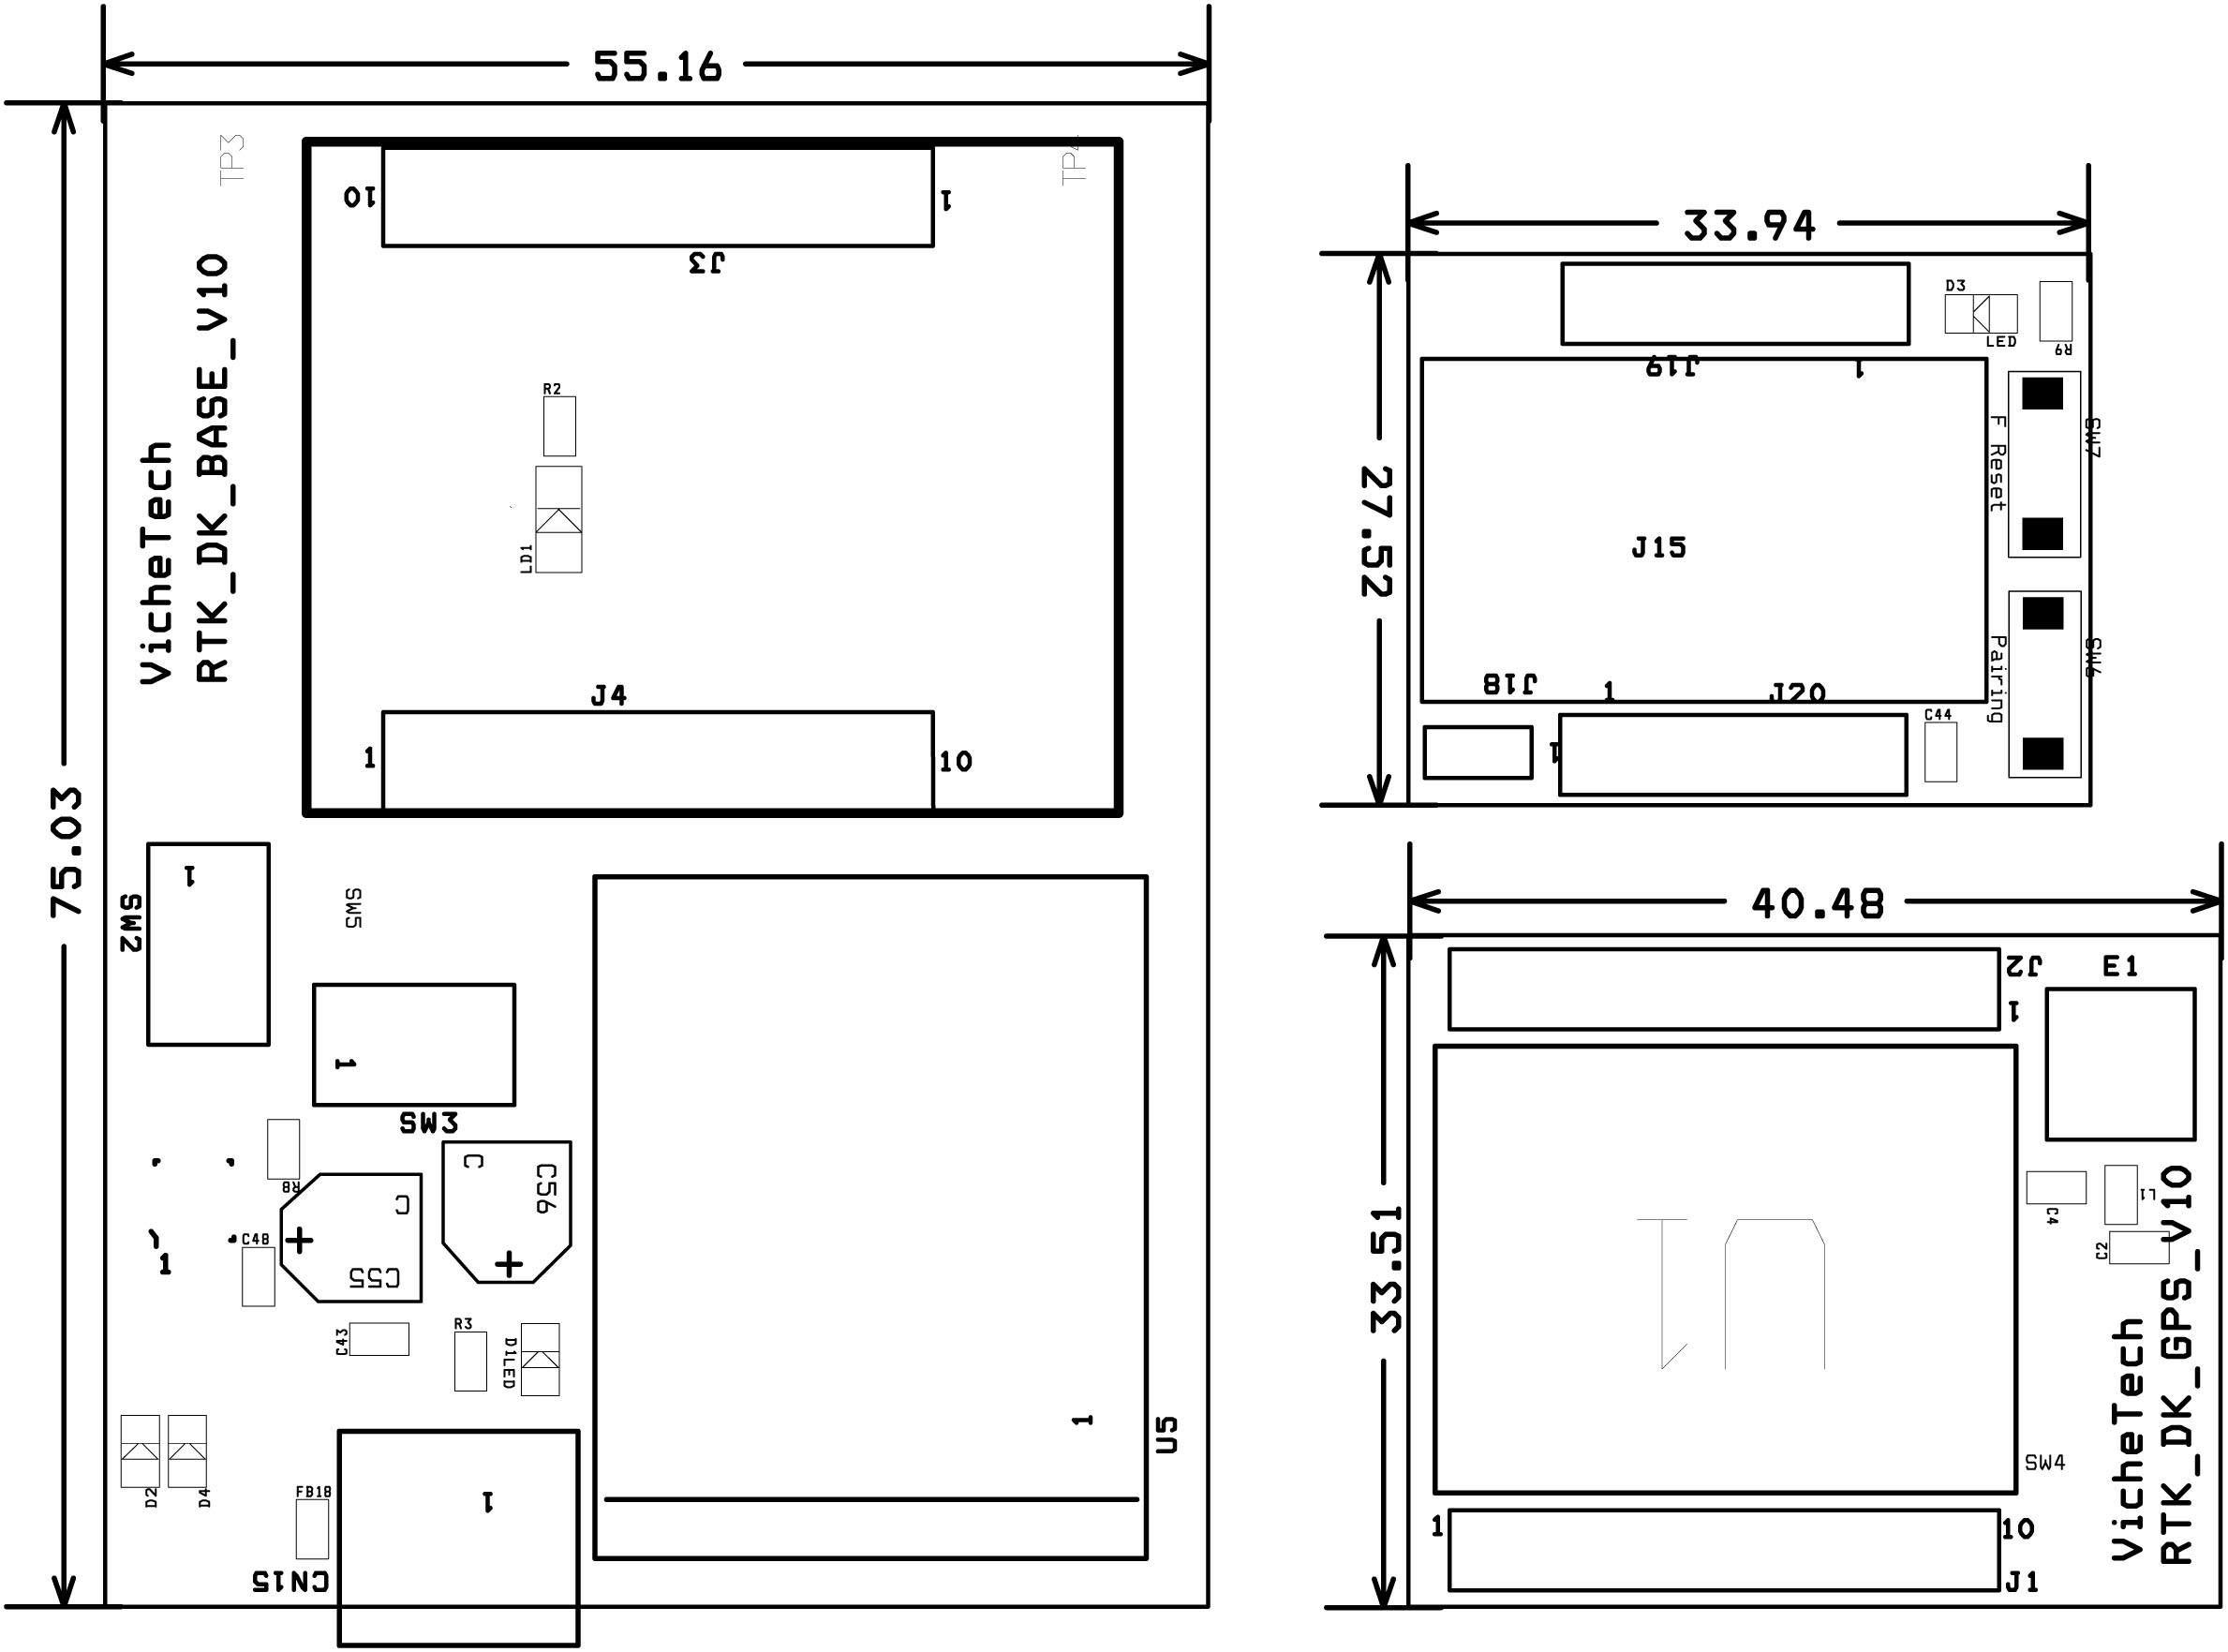 55.16
75.03
TP3
TP4
10
1
J3
VicheTech
RTK_DK_BASE_V10
R2
LD1
J4
1
10
1
SW2
SW5
1
SW3
R8
C
C56
C
C55
1
C48
C43
R3
D1LED
D2
D4
FB18
1
CN15
1
U5
33.94
27.52
D3
LED
R9
J19
1
F Reset
SW7
J15
Pairing
SW6
J18
1
J20
1
C44
40.48
33.51
J2
E1
1
C4
L1
C2
VicheTech
RTK_DK_GPS_V10
SW4
1
10
J1